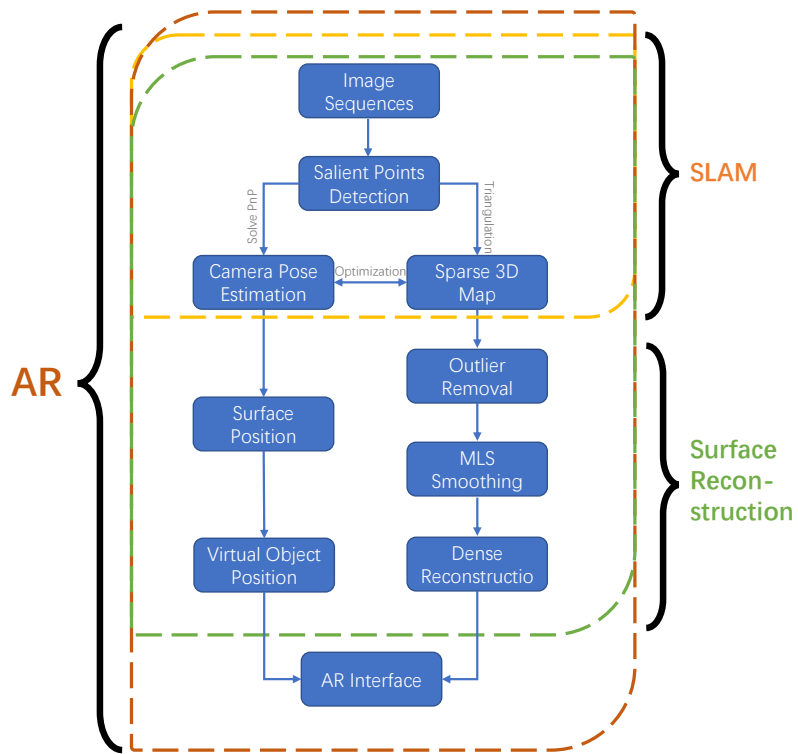 Image
Sequences
Salient Points
Detection
Solve PnP
Triangulation
SLAM
Camera Pose
Estimation
Optimization
Sparse 3D
Map
AR
Outlier
Removal
Surface
Position
MLS
Smoothing
Surface
Recon-
struction
Virtual Object
Position
Dense
Reconstructio
AR Interface